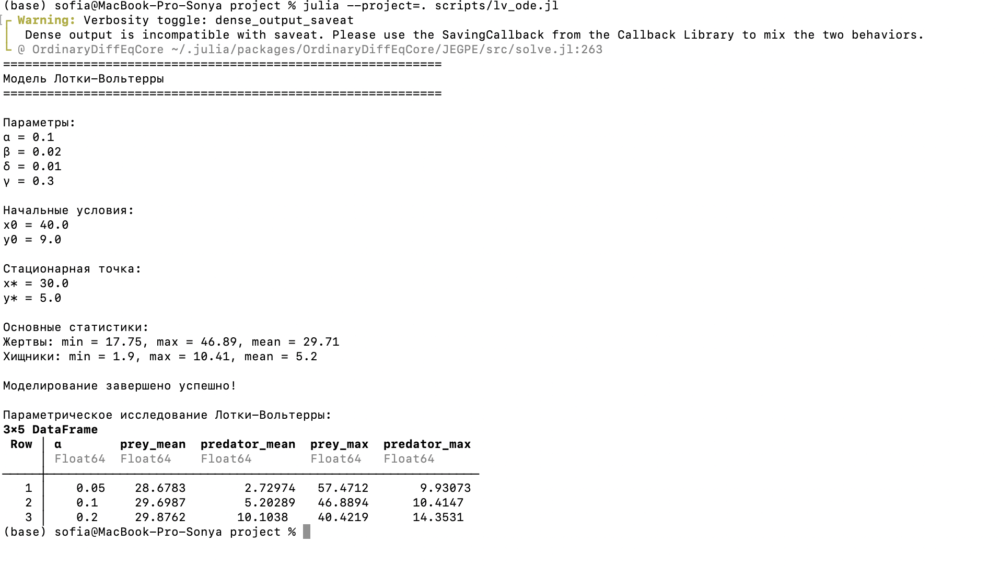 (base) sofia@MacBook-Pro-Sonya project % julia --project=. scripts/lv_ode.jl
Warning: Verbosity toggle: dense_output_saveat
Dense output is incompatible with saveat. Please use the SavingCallback from the Callback Library to mix the two behaviors.
@ OrdinaryDiffEqCore ~/.julia/packages/OrdinaryDiffEqCore/JEGPE/src/solve.jl:263
============================================================
Модель Лотки-Вольтерры
============================================================
Параметры:
α = 0.1
β = 0.02
δ = 0.01
γ = 0.3
Начальные условия:
x0 = 40.0
y0 = 9.0
Стационарная точка:
x* = 30.0
y* = 5.0
Основные статистики:
Жертвы: min = 17.75, max = 46.89, mean = 29.71
Хищники: min = 1.9, max = 10.41, mean = 5.2
Моделирование завершено успешно!
Параметрическое исследование Лотки-Вольтерры:
3×5 DataFrame
Row │ α prey_mean predator_mean prey_max predator_max
│ Float64 Float64 Float64 Float64 Float64
1 │ 0.05 28.6783 2.72974 57.4712 9.93073
2 │ 0.1 29.6987 5.20289 46.8894 10.4147
3 │ 0.2 29.8762 10.1038 40.4219 14.3531
(base) sofia@MacBook-Pro-Sonya project %